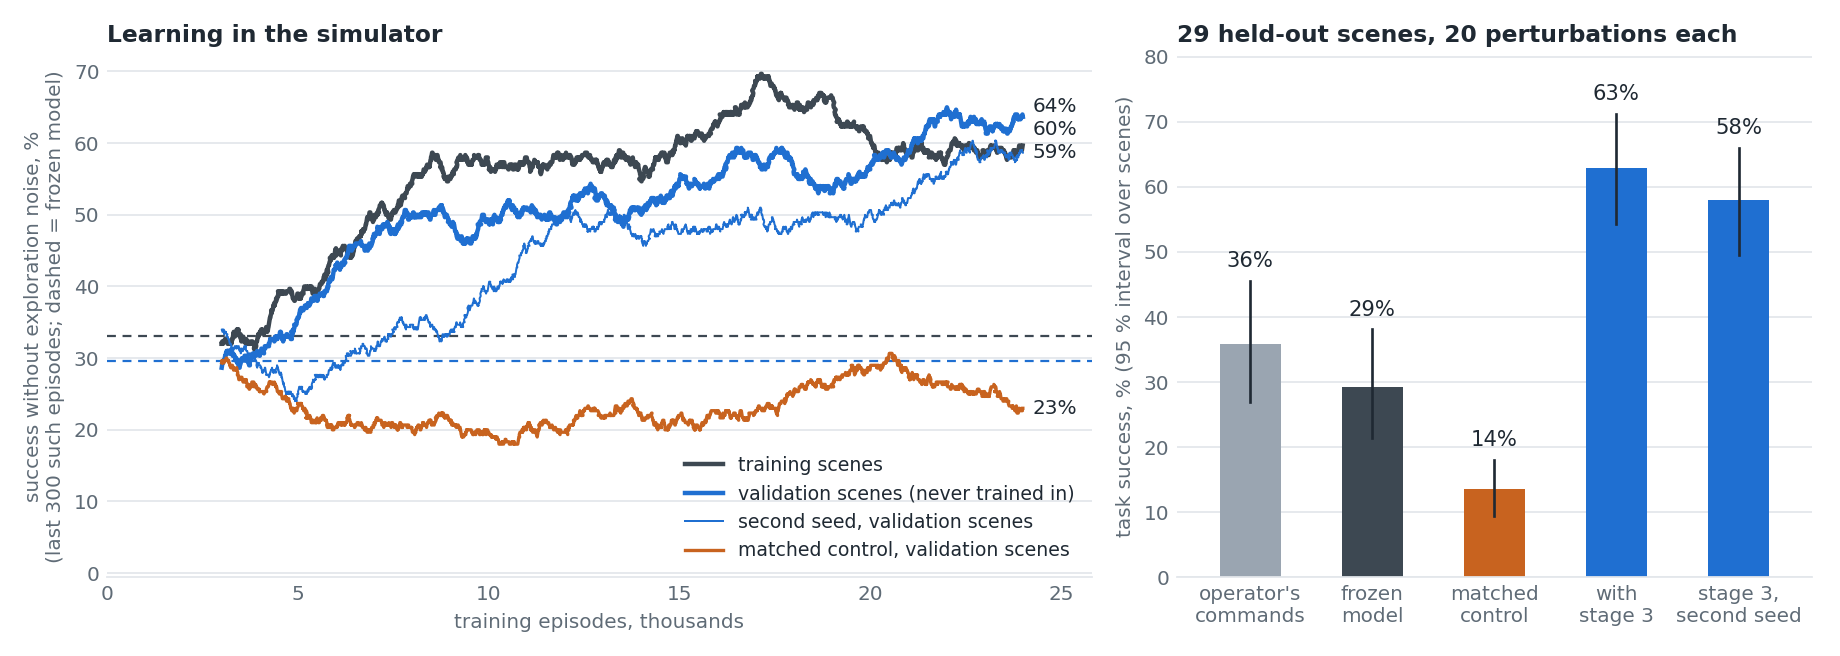 Learning in the simulator
success without exploration noise, %
(last 300 such episodes; dashed = frozen model)
70
60
50
40
30
20
10
0
64%
60%
59%
23%
training scenes
validation scenes (never trained in)
second seed, validation scenes
matched control, validation scenes
0 5 10 15 20 25
training episodes, thousands
29 held-out scenes, 20 perturbations each
task success, % (95 % interval over scenes)
80
70
60
50
40
30
20
10
0
36%
29%
14%
63%
58%
operator's
commands
frozen
model
matched
control
with
stage 3
stage 3,
second seed